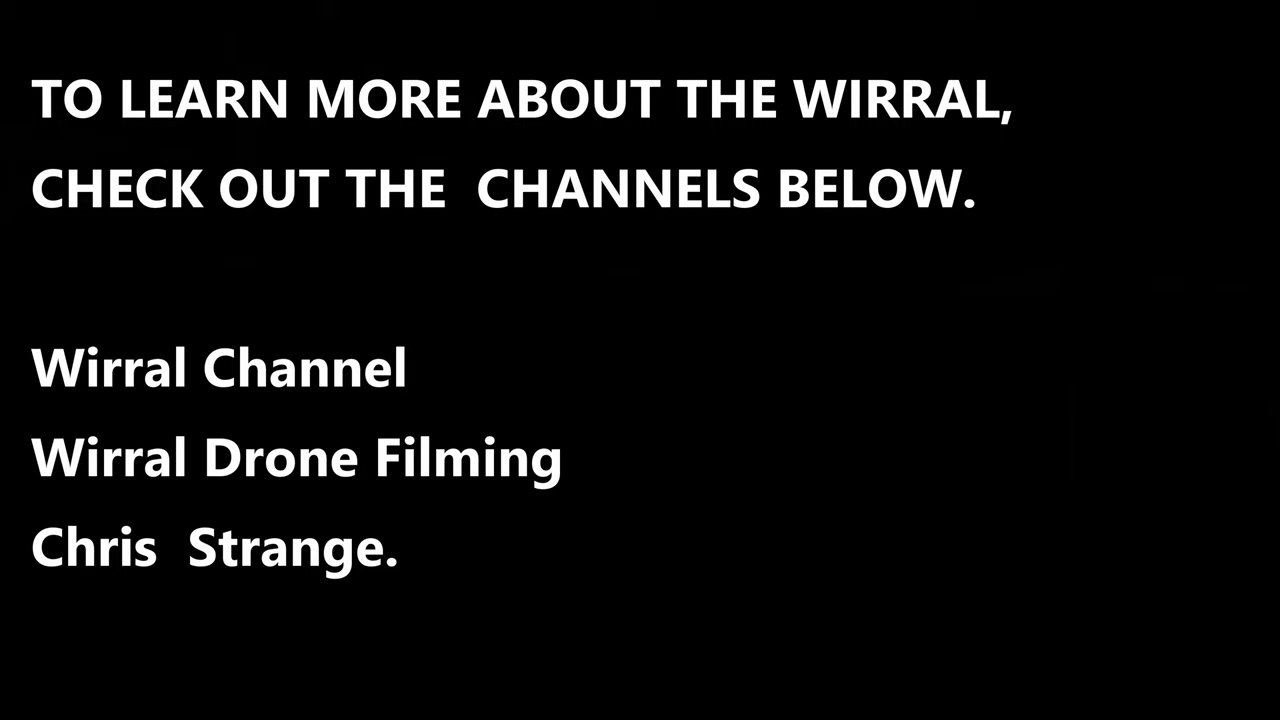 TO LEARN MORE ABOUT THE WIRRAL,
CHECK OUT THE  CHANNELS BELOW.
Wirral Channel
Wirral Drone Filming
Chris  Strange.